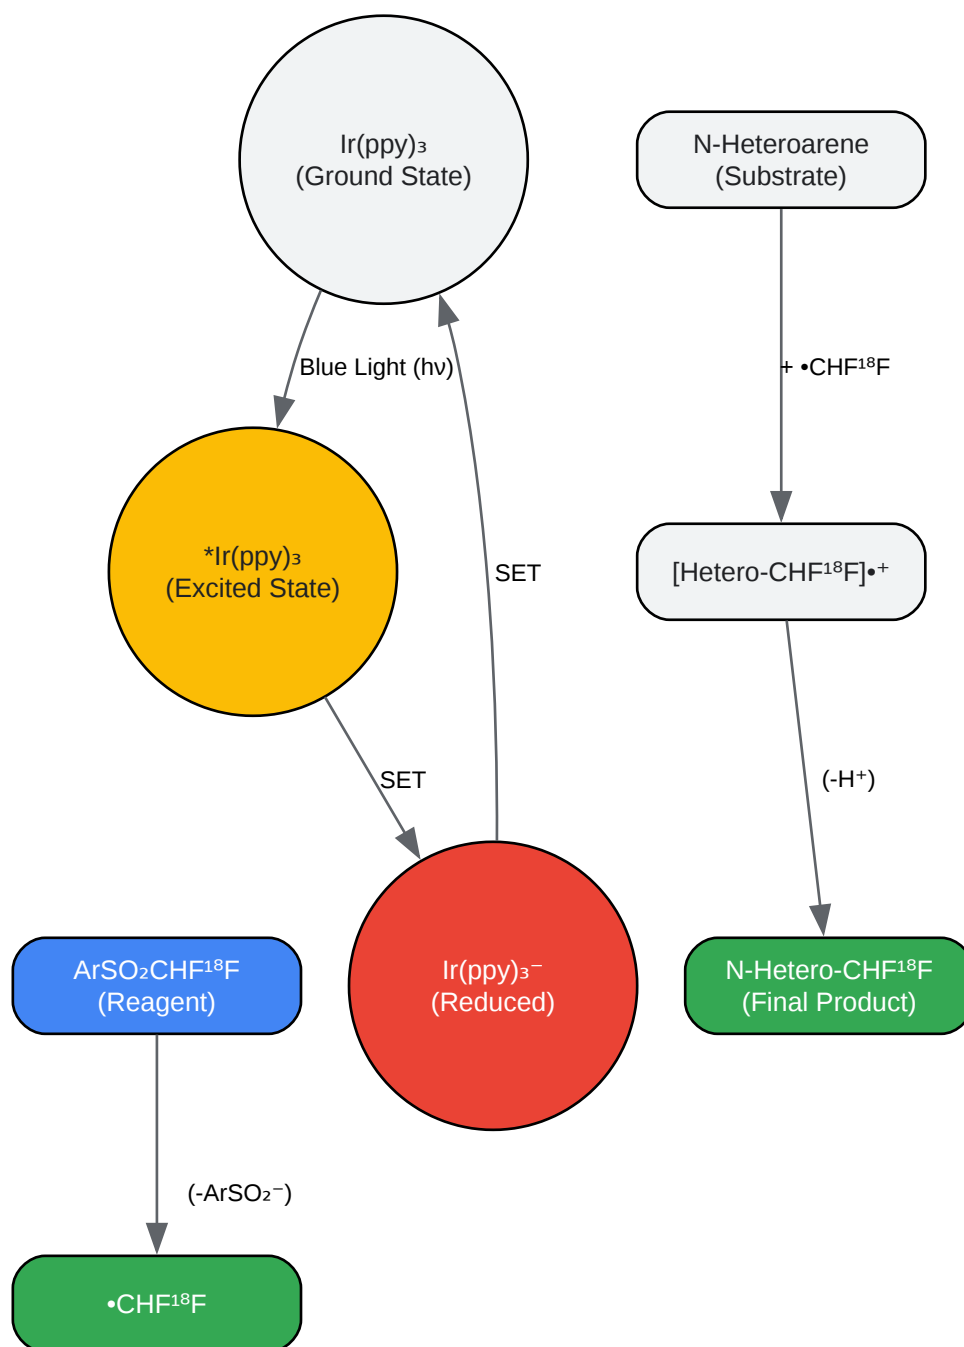 Ir(ppy)₃
(Ground State)
N-Heteroarene
(Substrate)
Blue Light (hν)
+ •CHF¹⁸F
*Ir(ppy)₃
(Excited State)
SET
[Hetero-CHF¹⁸F]•⁺
SET
(-H⁺)
ArSO₂CHF¹⁸F
(Reagent)
Ir(ppy)₃⁻
(Reduced)
N-Hetero-CHF¹⁸F
(Final Product)
(-ArSO₂⁻)
•CHF¹⁸F